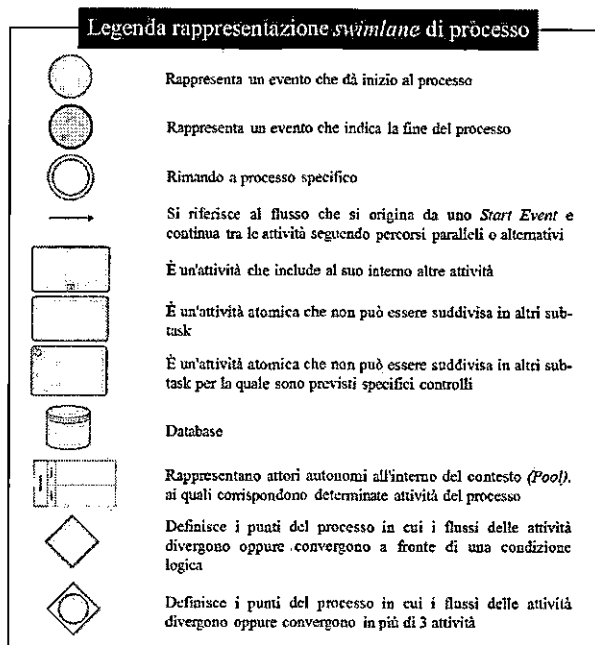 Legenda rappresentazione swimlane di processo
Rappresenta un evento che dà inizio al processo
Rappresenta un evento che indica la fine del processo
Rimando a processo specifico
Si riferisce al flusso che si origina da uno Start Event e
continua tra le attività seguendo percorsi paralleli o alternativi
È un'attività che include al suo interno altre attività
È un'attività atomica che non può essere suddivisa in altri sub-
task
È un'attività atomica che non può essere suddivisa in altri sub-
task per la quale sono previsti specifici controlli
Database
Rappresentano attori autonomi all'interno del contesto (Pool),
ai quali corrispondono determinate attività del processo
Definisce i punti del processo in cui i flussi delle attività
divergono oppure convergono a fronte di una condizione
logica
Definisce i punti del processo in cui i flussi delle attività
divergono oppure convergono in più di 3 attività